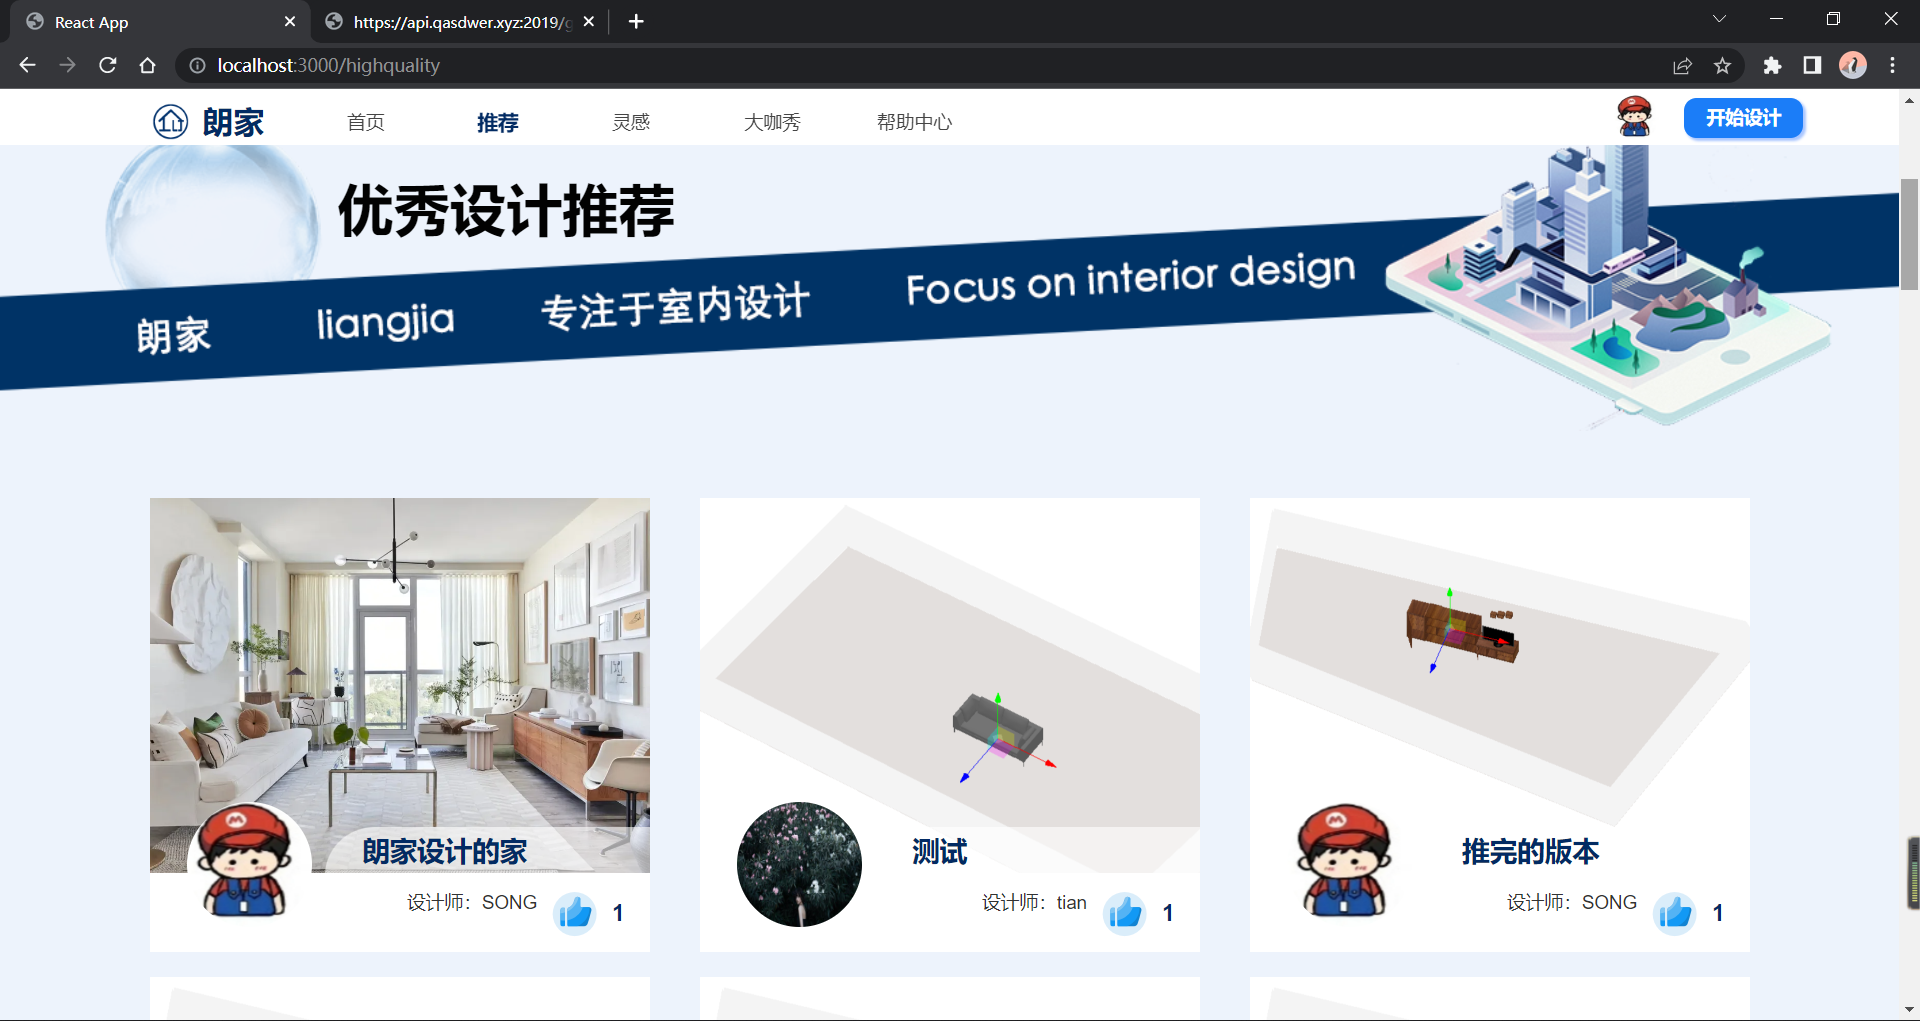 React App
https://api.qasdwer.xyz:2019/g
localhost:3000/highquality
朗家
首页
推荐
灵感
大咖秀
帮助中心
开始设计
优秀设计推荐
朗家
liangjia
专注于室内设计
Focus on interior design
朗家设计的家
设计师：SONG
1
测试
设计师：tian
1
推完的版本
设计师：SONG
1